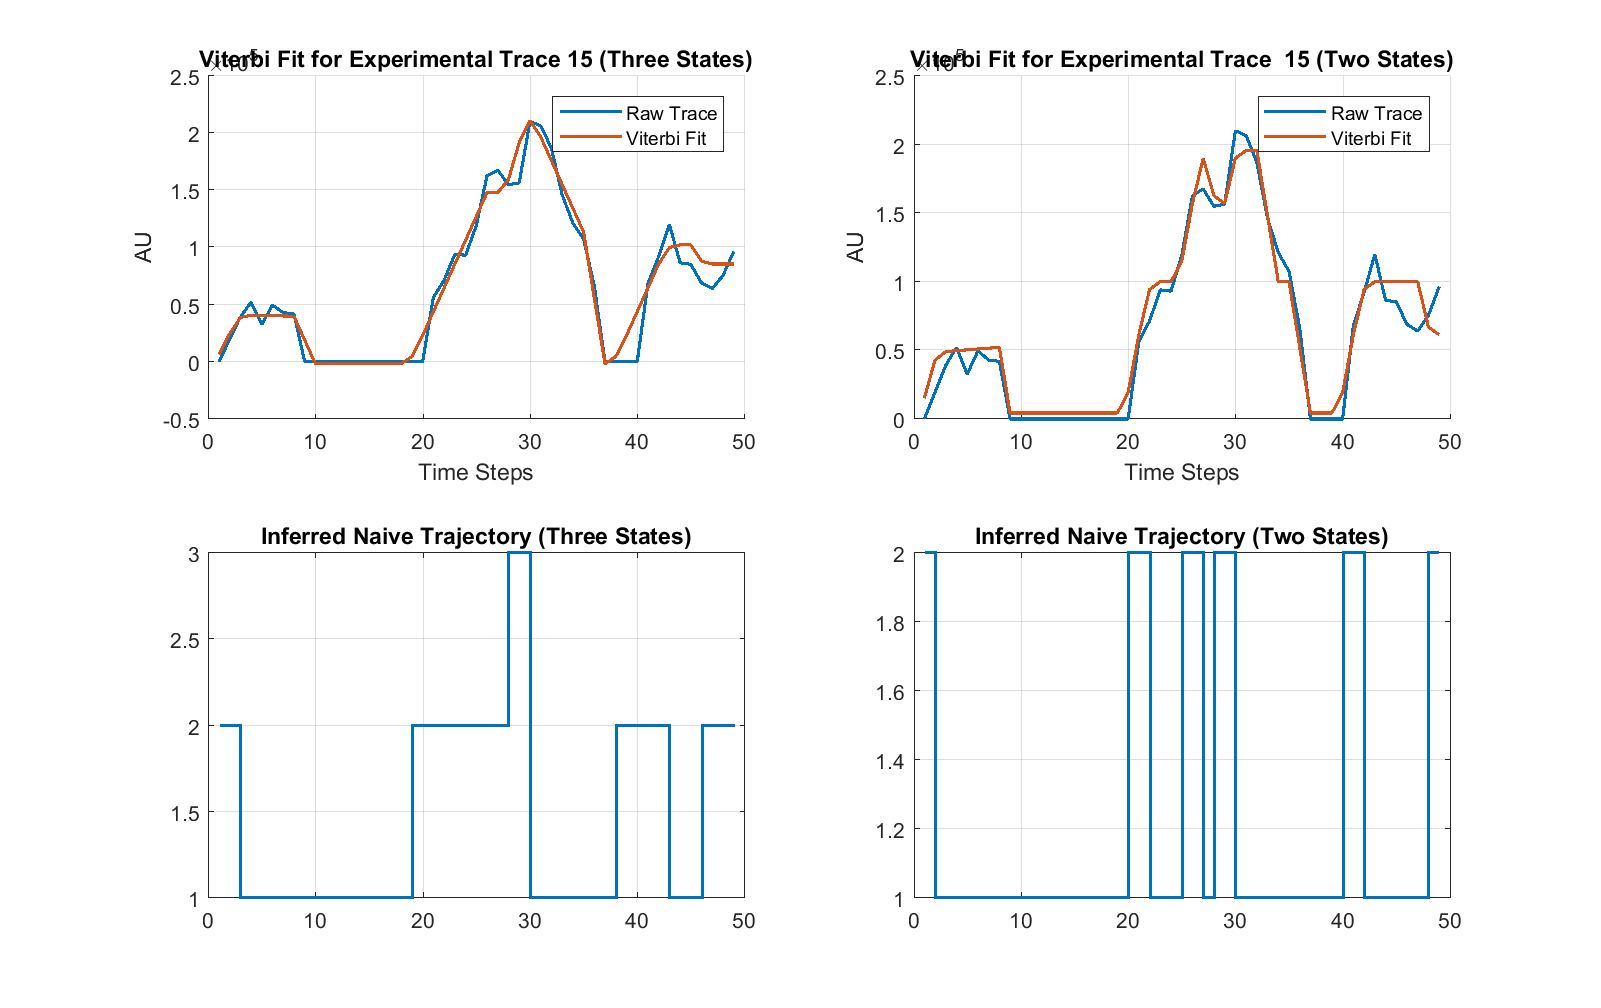 Viterbi Fit for Experimental Trace 15 (Three States)
×10^5
2.5
2
1.5
1
0.5
0
-0.5
AU
Raw Trace
Viterbi Fit
0 10 20 30 40 50
Time Steps
Viterbi Fit for Experimental Trace  15 (Two States)
×10^5
2.5
2
1.5
1
0.5
0
AU
Raw Trace
Viterbi Fit
0 10 20 30 40 50
Time Steps
Inferred Naive Trajectory (Three States)
3
2.5
2
1.5
1
0 10 20 30 40 50
Inferred Naive Trajectory (Two States)
2
1.8
1.6
1.4
1.2
1
0 10 20 30 40 50